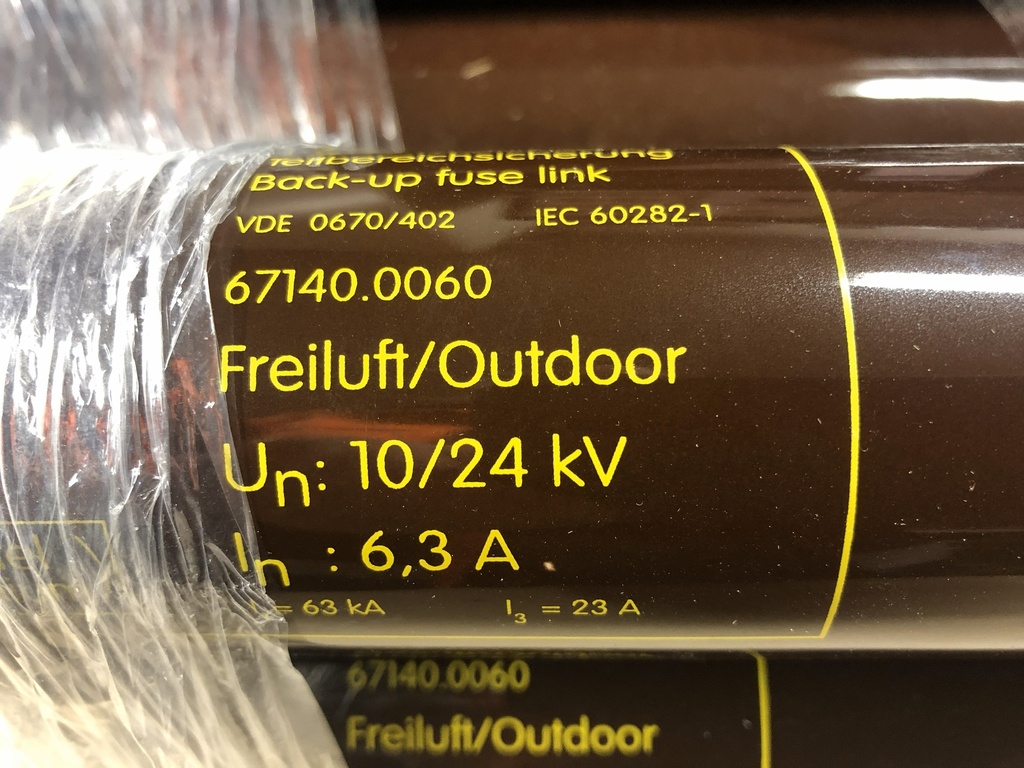 Teilbereichsicherung
Back-up fuse link
VDE 0670/402 IEC 60282-1
67140.0060
Freiluft/Outdoor
Un: 10/24 kV
In : 6,3 A
= 63 kA I3 = 23 A
67140.0060
Freiluft/Outdoor